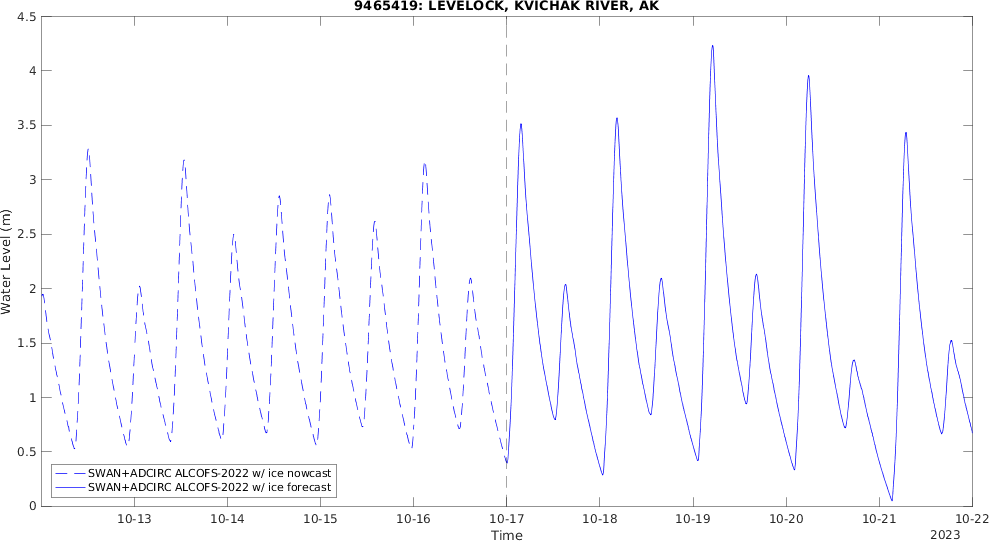 9465419: LEVELOCK, KVICHAK RIVER, AK
4.5
4
3.5
3
2.5
2
1.5
1
0.5
0
Water Level (m)
SWAN+ADCIRC ALCOFS-2022 w/ ice nowcast
SWAN+ADCIRC ALCOFS-2022 w/ ice forecast
10-13 10-14 10-15 10-16 10-17 10-18 10-19 10-20 10-21 10-22
Time
2023